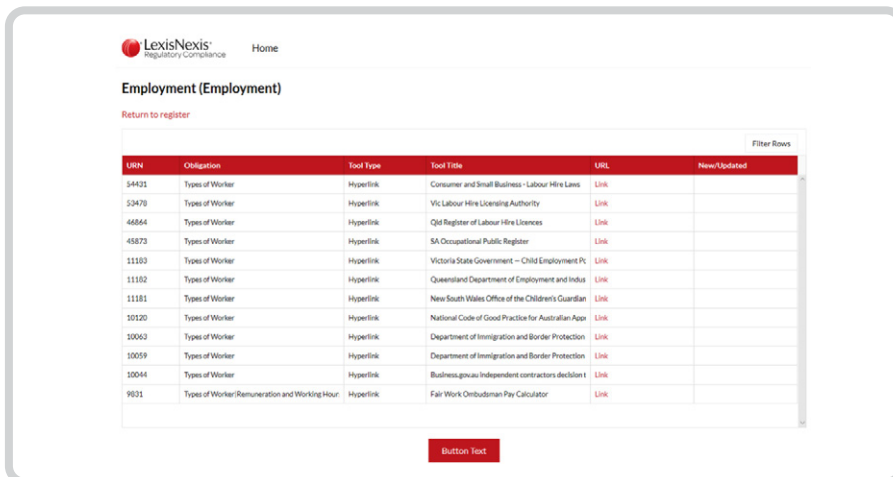 LexisNexis®
Regulatory Compliance
Home
Employment (Employment)
Return to register
Filter Rows
URN Obligation Tool Type Tool Title URL New/Updated
54431 Types of Worker Hyperlink Consumer and Small Business - Labour Hire Laws Link
53478 Types of Worker Hyperlink Vic Labour Hire Licensing Authority Link
46864 Types of Worker Hyperlink Qld Register of Labour Hire Licences Link
45873 Types of Worker Hyperlink SA Occupational Public Register Link
11183 Types of Worker Hyperlink Victoria State Government — Child Employment Pc Link
11182 Types of Worker Hyperlink Queensland Department of Employment and Indus Link
11181 Types of Worker Hyperlink New South Wales Office of the Children's Guardian Link
10120 Types of Worker Hyperlink National Code of Good Practice for Australian Appr Link
10063 Types of Worker Hyperlink Department of Immigration and Border Protection Link
10059 Types of Worker Hyperlink Department of Immigration and Border Protection Link
10044 Types of Worker Hyperlink Business.gov.au independent contractors decision t Link
9831 Types of Worker|Remuneration and Working Hour: Hyperlink Fair Work Ombudsman Pay Calculator Link
Button Text